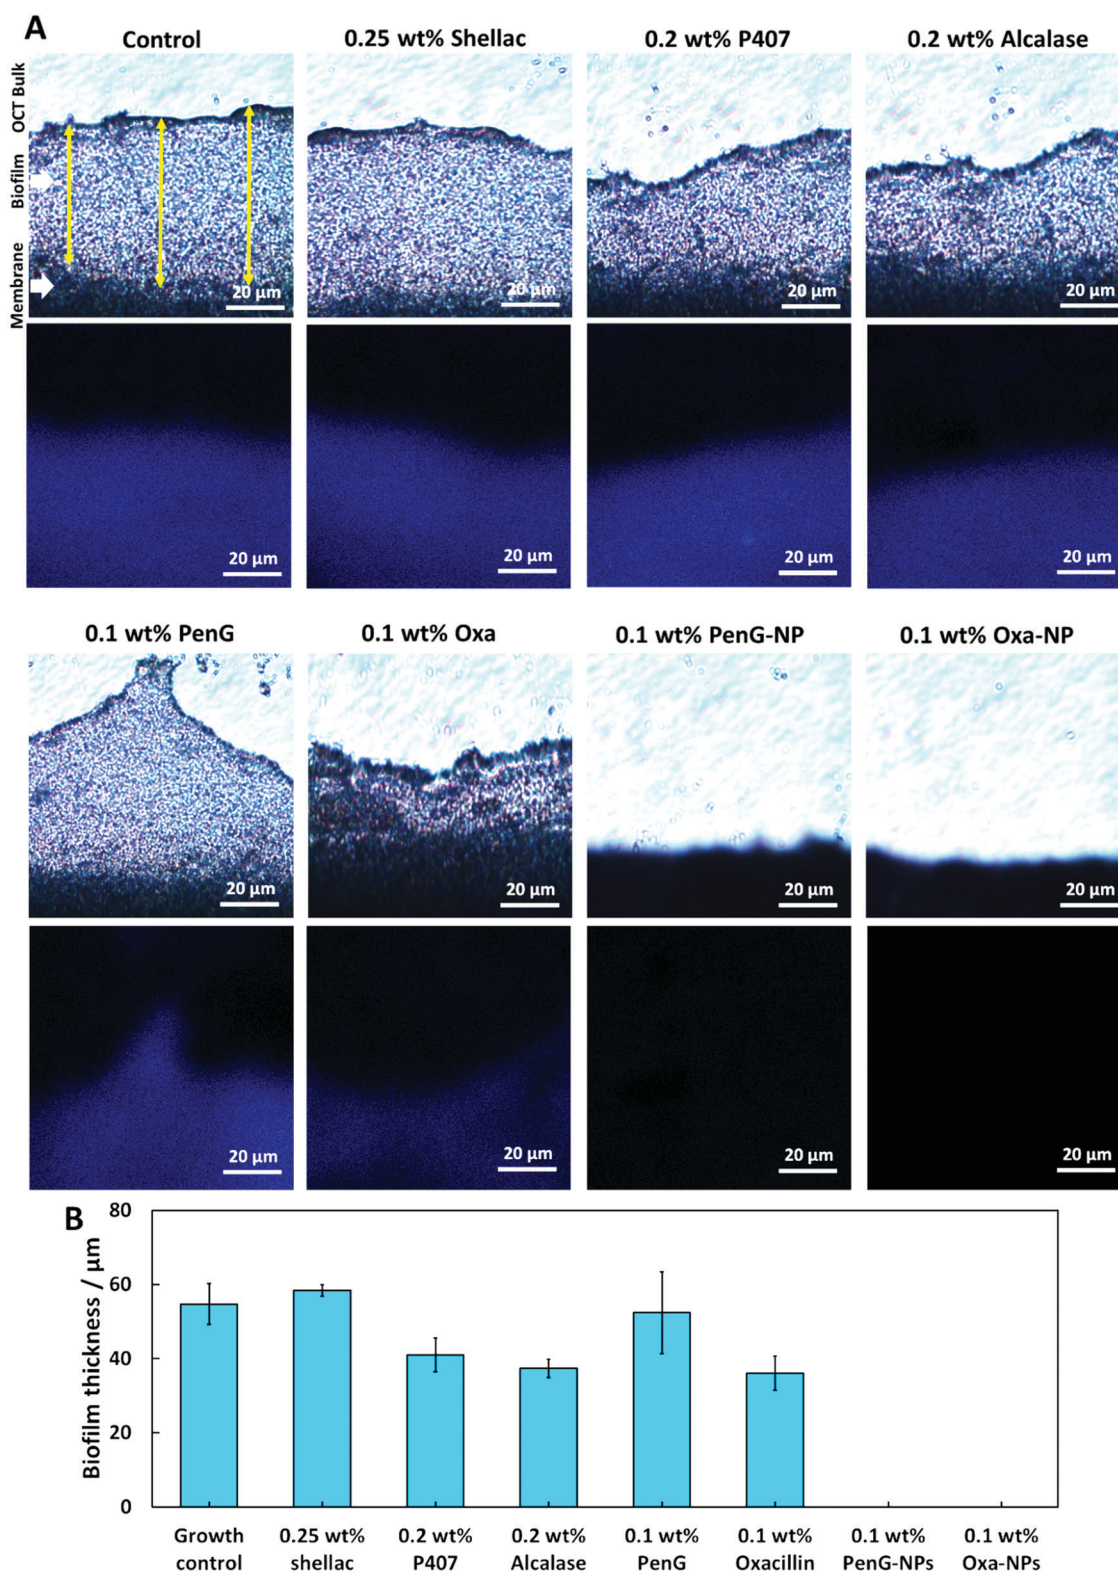 A
Control
0.25 wt% Shellac
0.2 wt% P407
0.2 wt% Alcalase
OCT Bulk
Biofilm
Membrane
20 µm
20 µm
20 µm
20 µm
20 µm
20 µm
20 µm
20 µm
0.1 wt% PenG
0.1 wt% Oxa
0.1 wt% PenG-NP
0.1 wt% Oxa-NP
20 µm
20 µm
20 µm
20 µm
20 µm
20 µm
20 µm
20 µm
B
Biofilm thickness / µm
80
60
40
20
0
Growth control
0.25 wt% shellac
0.2 wt% P407
0.2 wt% Alcalase
0.1 wt% PenG
0.1 wt% Oxacillin
0.1 wt% PenG-NPs
0.1 wt% Oxa-NPs